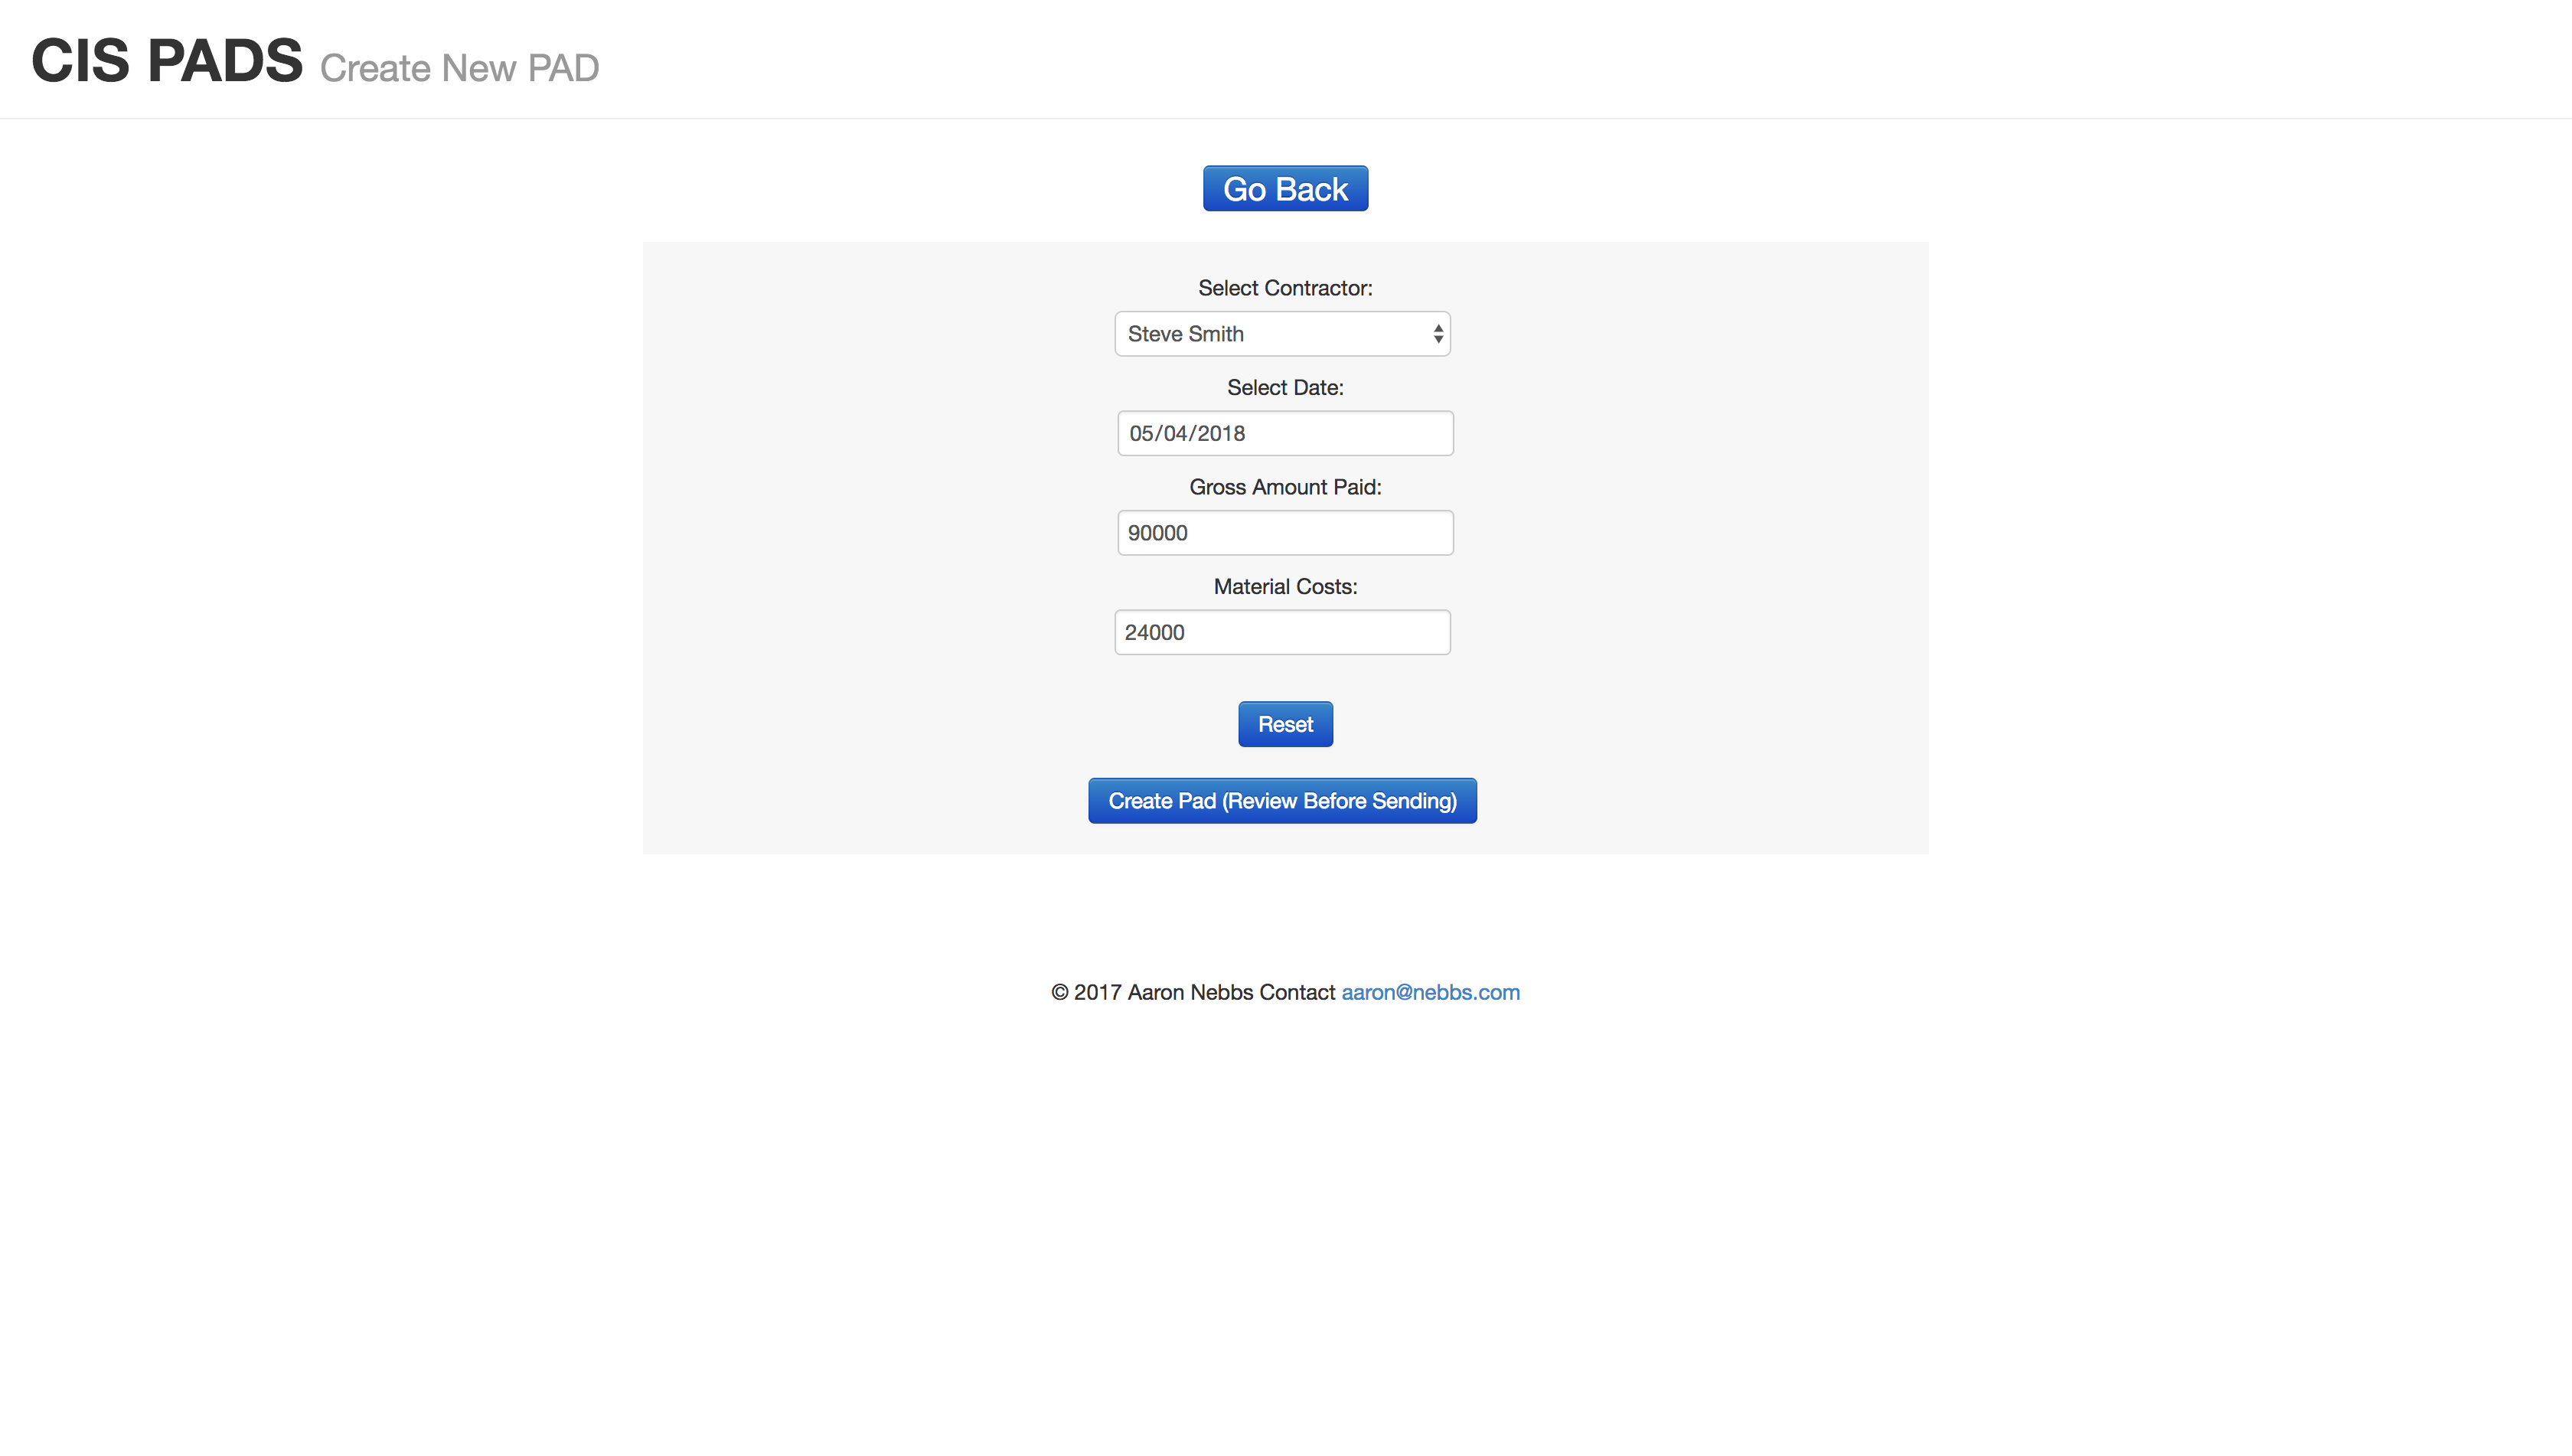 CIS PADS Create New PAD
Go Back
Select Contractor:
Steve Smith
Select Date:
05/04/2018
Gross Amount Paid:
90000
Material Costs:
24000
Reset
Create Pad (Review Before Sending)
© 2017 Aaron Nebbs Contact aaron@nebbs.com